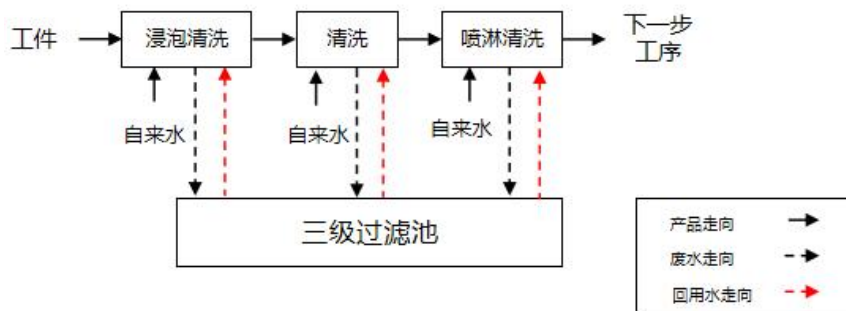 工件
浸泡清洗
清洗
喷淋清洗
下一步
工序
自来水
自来水
自来水
三级过滤池
产品走向
废水走向
回用水走向